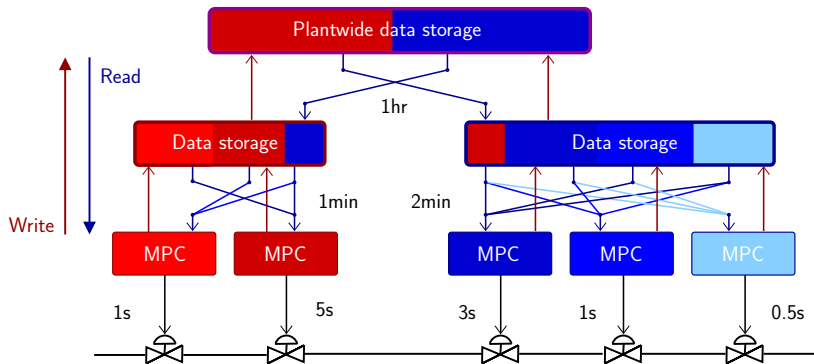 Plantwide data storage
Read
1hr
Data storage
Data storage
1min
2min
Write
MPC
MPC
MPC
MPC
MPC
1s
5s
3s
1s
0.5s